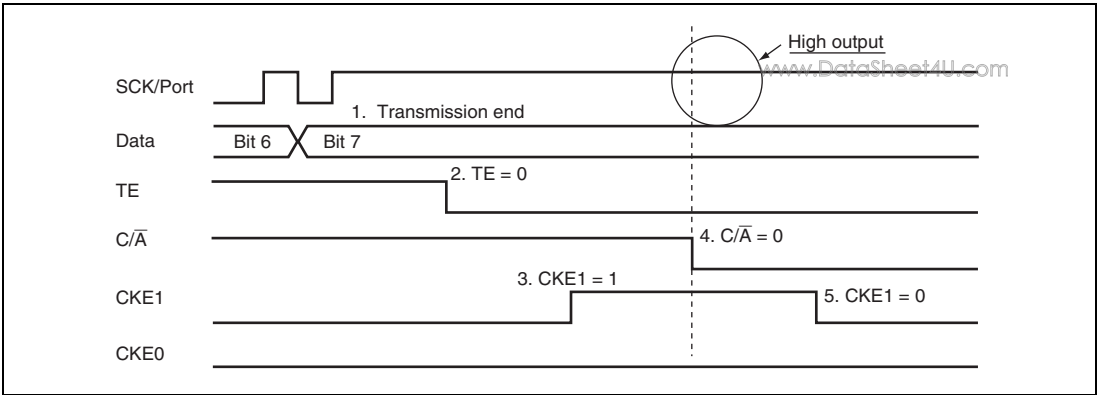 High output
www.DataSheet4U.com
SCK/Port
1. Transmission end
Data
Bit 6
Bit 7
2. TE = 0
TE
C/A̅
4. C/A̅ = 0
3. CKE1 = 1
CKE1
5. CKE1 = 0
CKE0